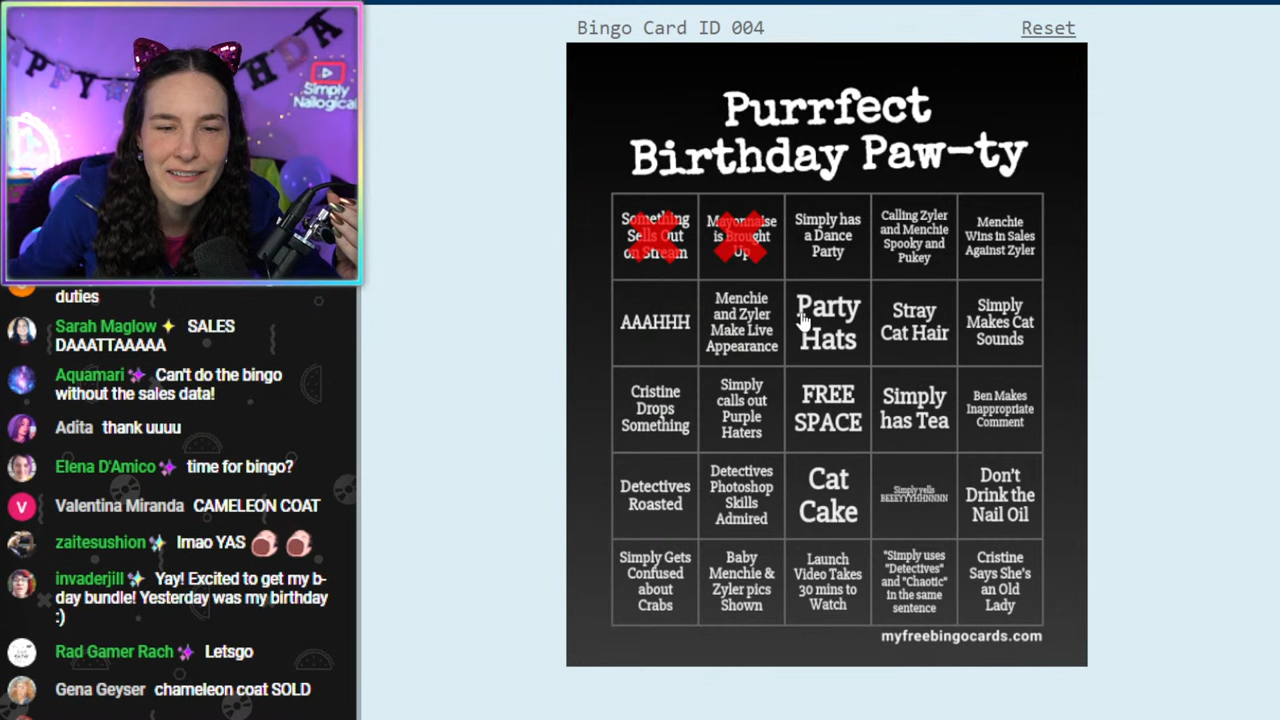 HAPPY
HDA
Simply
Nailogical
duties
Sarah Maglow SALES
DAAATTAAAAA
Aquamari Can't do the bingo
without the sales data!
Adita thank uuuu
Elena D'Amico time for bingo?
Valentina Miranda CAMELEON COAT
zaitesushion lmao YAS
invaderjill Yay! Excited to get my b-
day bundle! Yesterday was my birthday
:)
Rad Gamer Rach Letsgo
Gena Geyser chameleon coat SOLD
Bingo Card ID 004
Reset
Purrfect
Birthday Paw-ty
Something
Sells Out
on Stream
Mayonnaise
is Brought
Up
Simply has
a Dance
Party
Calling Zyler
and Menchie
Spooky and
Pukey
Menchie
Wins in Sales
Against Zyler
AAAHHH
Menchie
and Zyler
Make Live
Appearance
Party
Hats
Stray
Cat Hair
Simply
Makes Cat
Sounds
Cristine
Drops
Something
Simply
calls out
Purple
Haters
FREE
SPACE
Simply
has Tea
Ben Makes
Inappropriate
Comment
Detectives
Roasted
Detectives
Photoshop
Skills
Admired
Cat
Cake
Simply yells
Don't
Drink the
Nail Oil
Simply Gets
Confused
about
Crabs
Baby
Menchie &
Zyler pics
Shown
Launch
Video Takes
30 mins to
Watch
"Simply uses
"Detectives"
and "Chaotic"
in the same
sentence
Cristine
Says She's
an Old
Lady
myfreebingocards.com